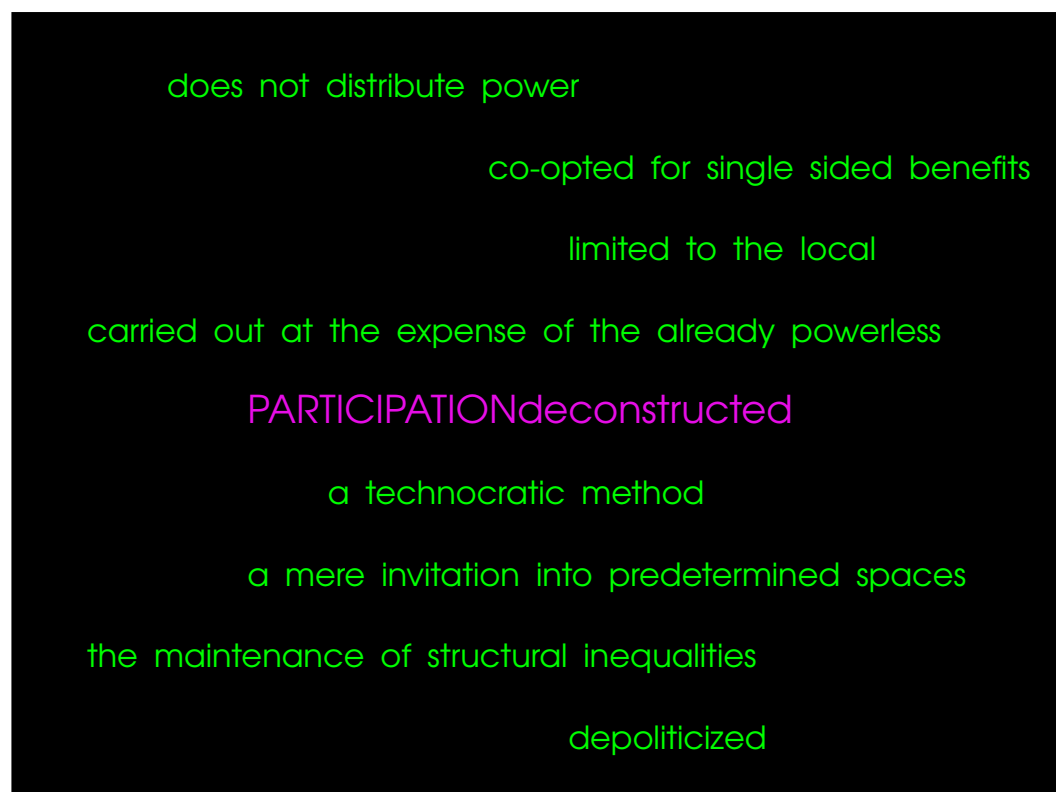 does not distribute power
co-opted for single sided benefits
limited to the local
carried out at the expense of the already powerless
PARTICIPATIONdeconstructed
a technocratic method
a mere invitation into predetermined spaces
the maintenance of structural inequalities
depoliticized